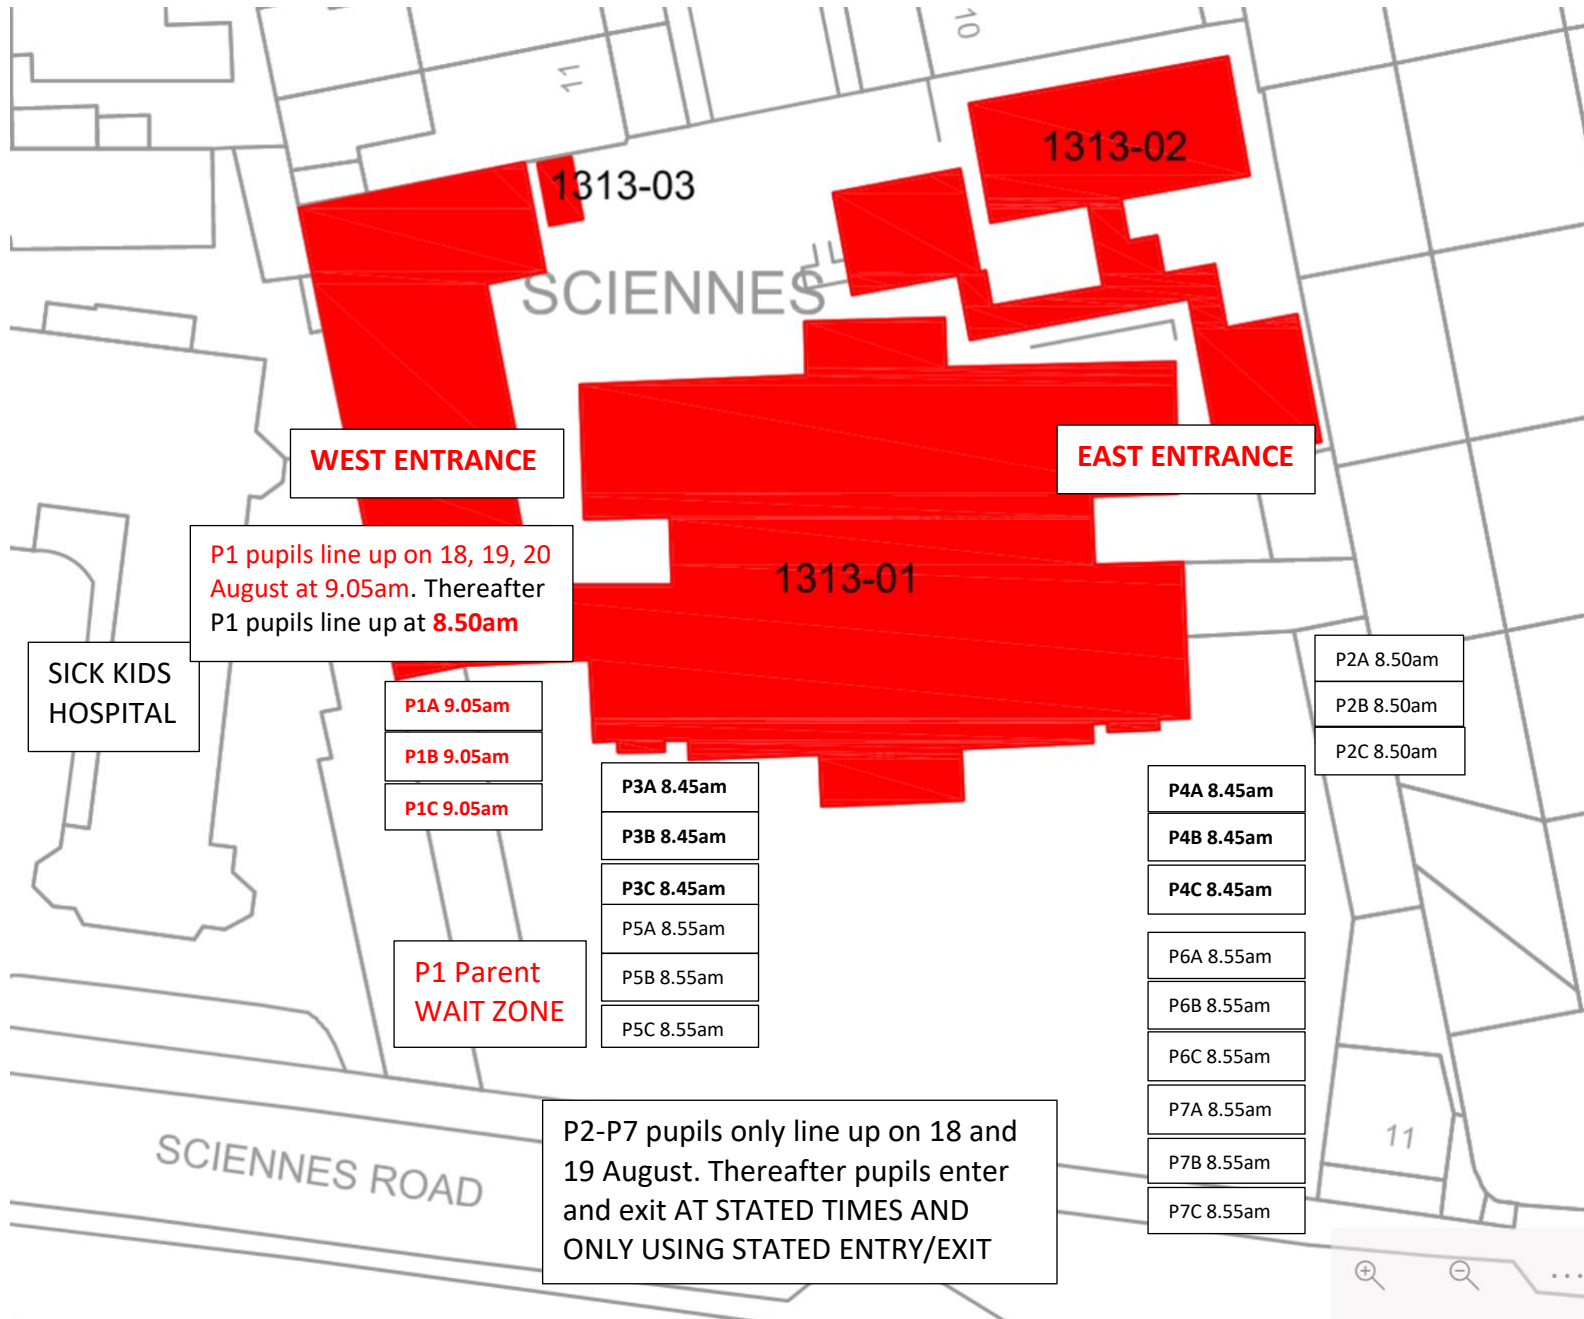 10
11
1313-02
1313-03
SCIENNES
WEST ENTRANCE
EAST ENTRANCE
P1 pupils line up on 18, 19, 20
August at 9.05am. Thereafter
P1 pupils line up at 8.50am
1313-01
SICK KIDS
HOSPITAL
P1A 9.05am
P1B 9.05am
P1C 9.05am
P2A 8.50am
P2B 8.50am
P2C 8.50am
P3A 8.45am
P3B 8.45am
P3C 8.45am
P5A 8.55am
P5B 8.55am
P5C 8.55am
P4A 8.45am
P4B 8.45am
P4C 8.45am
P6A 8.55am
P6B 8.55am
P6C 8.55am
P7A 8.55am
P7B 8.55am
P7C 8.55am
P1 Parent
WAIT ZONE
11
SCIENNES ROAD
P2-P7 pupils only line up on 18 and
19 August. Thereafter pupils enter
and exit AT STATED TIMES AND
ONLY USING STATED ENTRY/EXIT